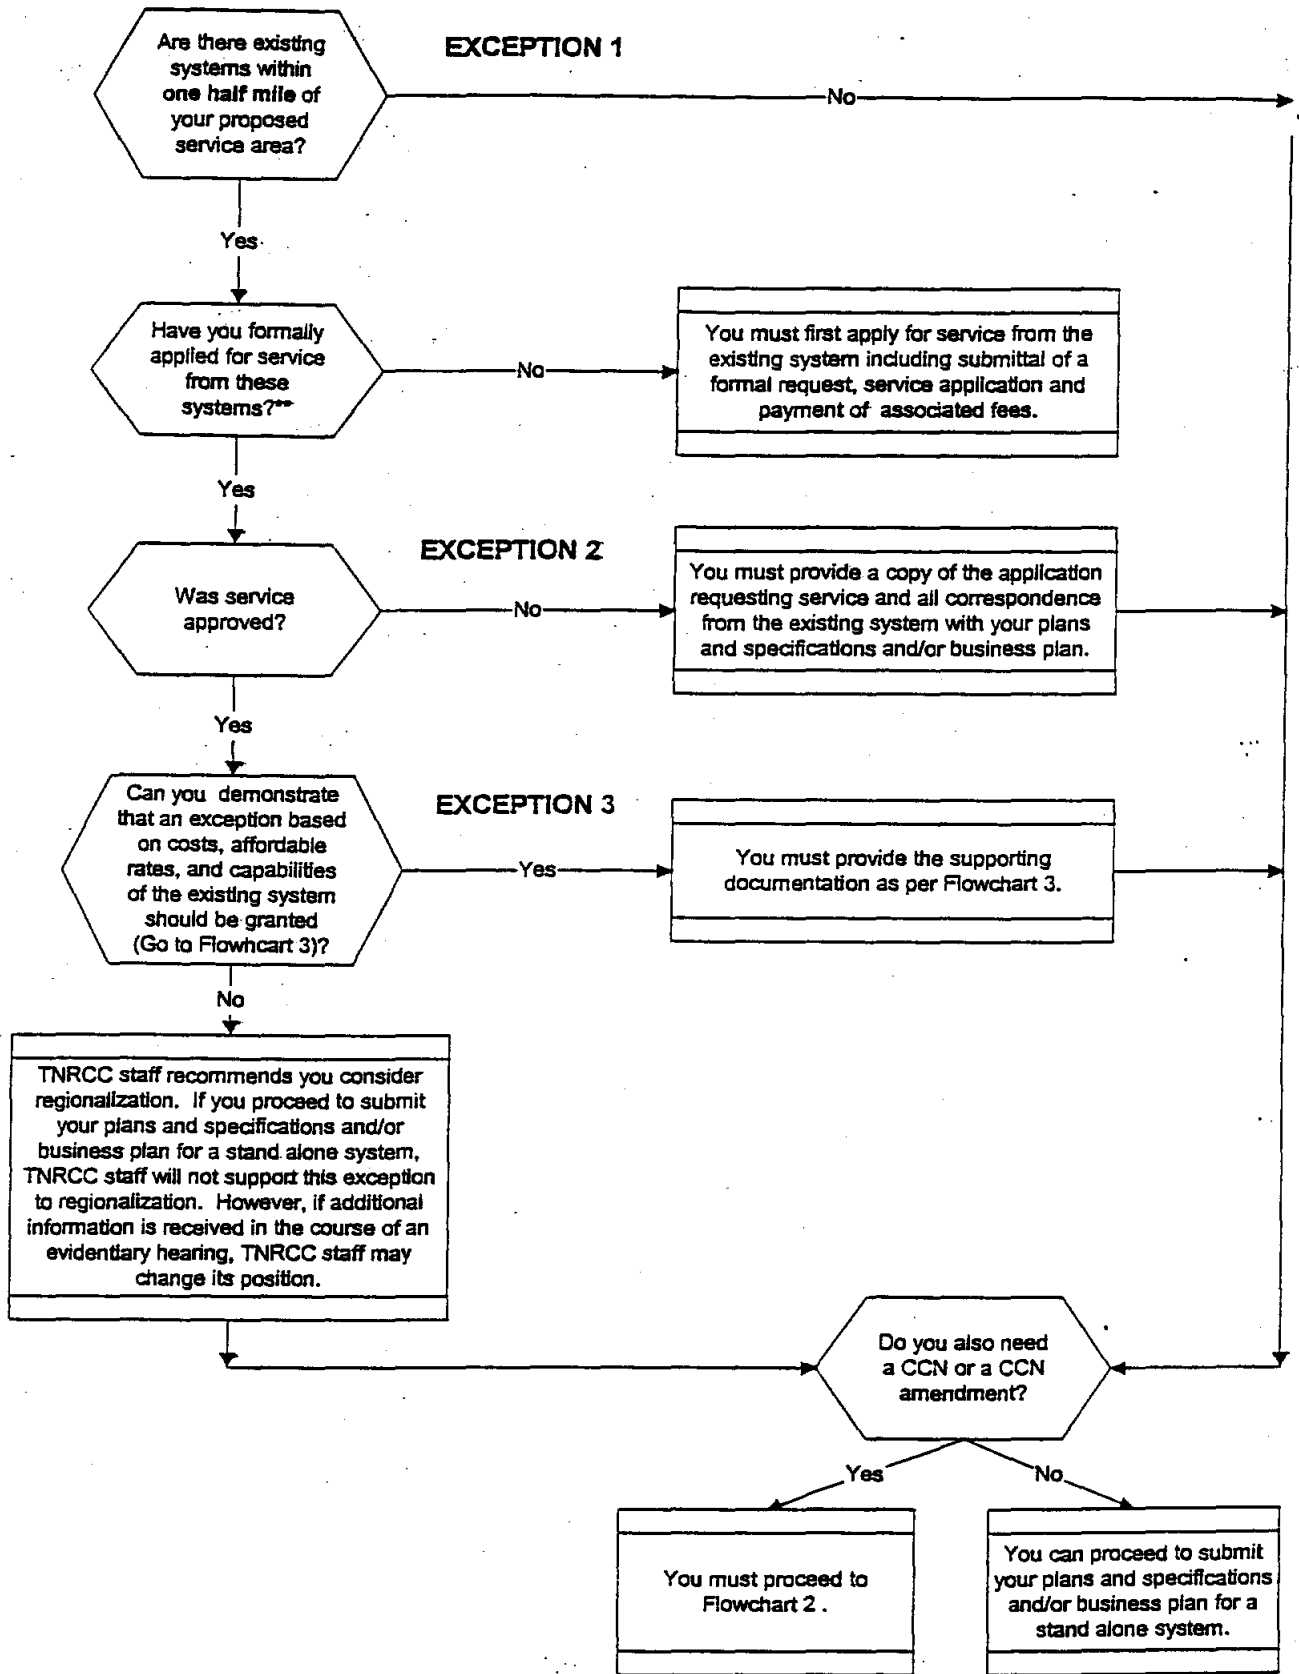 Are there existing
systems within
one half mile of
your proposed
service area?
EXCEPTION 1
No
Yes
Have you formally
applied for service
from these
systems?**
No
You must first apply for service from the
existing system including submittal of a
formal request, service application and
payment of associated fees.
Yes
Was service
approved?
EXCEPTION 2
No
You must provide a copy of the application
requesting service and all correspondence
from the existing system with your plans
and specifications and/or business plan.
Yes
Can you demonstrate
that an exception based
on costs, affordable
rates, and capabilities
of the existing system
should be granted
(Go to Flowhcart 3)?
EXCEPTION 3
Yes
You must provide the supporting
documentation as per Flowchart 3.
No
TNRCC staff recommends you consider
regionalization. If you proceed to submit
your plans and specifications and/or
business plan for a stand alone system,
TNRCC staff will not support this exception
to regionalization. However, if additional
information is received in the course of an
evidentiary hearing, TNRCC staff may
change its position.
Do you also need
a CCN or a CCN
amendment?
Yes
No
You must proceed to
Flowchart 2 .
You can proceed to submit
your plans and specifications
and/or business plan for a
stand alone system.